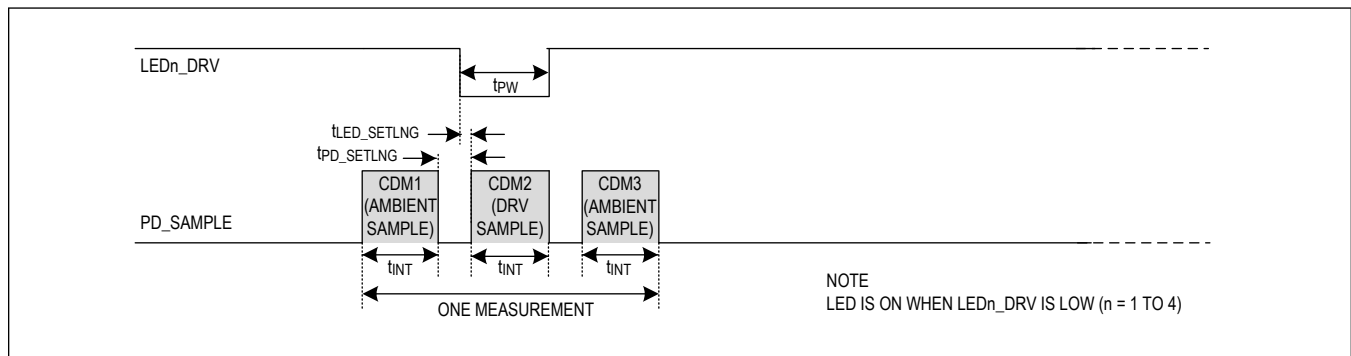 LEDn_DRV
tPW
tLED_SETLNG
tPD_SETLNG
CDM1
(AMBIENT
SAMPLE)
CDM2
(DRV
SAMPLE)
CDM3
(AMBIENT
SAMPLE)
PD_SAMPLE
tINT
tINT
tINT
ONE MEASUREMENT
NOTE
LED IS ON WHEN LEDn_DRV IS LOW (n = 1 TO 4)